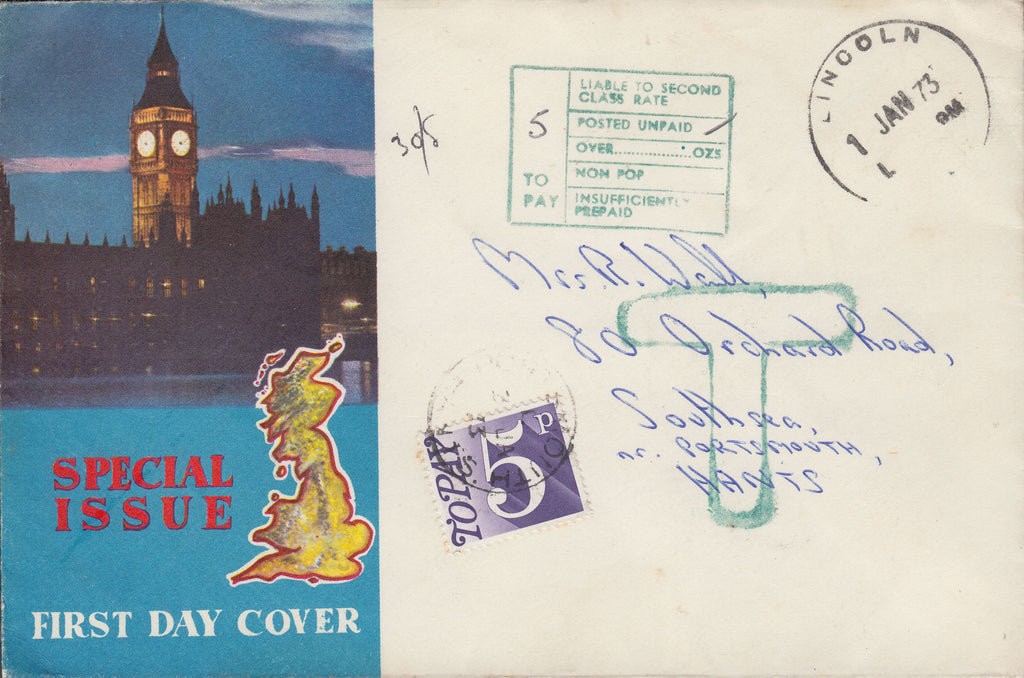 SPECIAL
ISSUE
FIRST DAY COVER
30/8
5
TO
PAY
LIABLE TO SECOND
CLASS RATE
POSTED UNPAID /
OVER...............OZS
NON POP
INSUFFICIENTLY
PREPAID
LINCOLN
1 JAN 73
PM
Mrs. R. Wall,
80 Orchard Road,
Southsea,
nr. PORTSMOUTH,
HANTS
T
5p
TO PAY